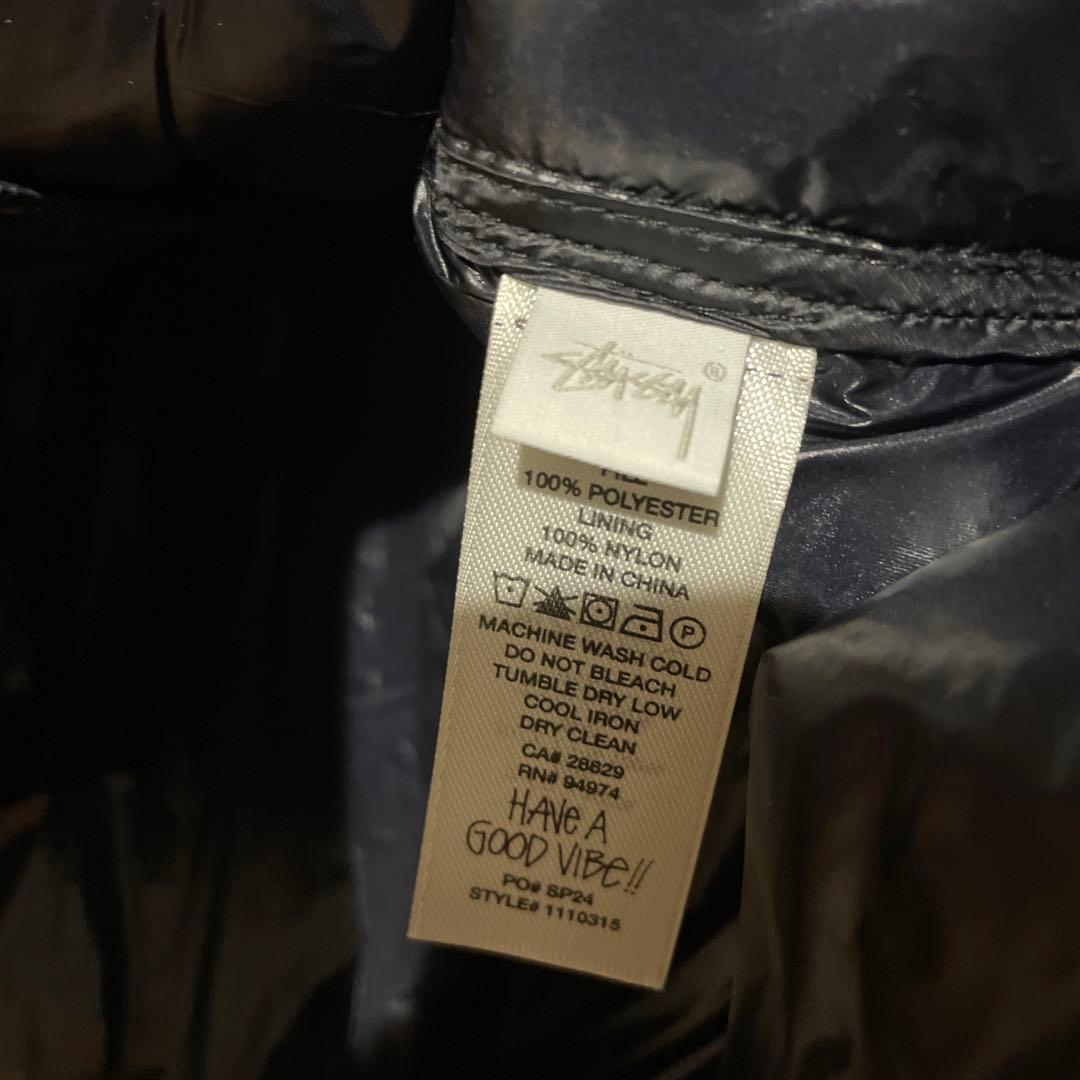 Stüssy ®
FILL
100% POLYESTER
LINING
100% NYLON
MADE IN CHINA
P
MACHINE WASH COLD
DO NOT BLEACH
TUMBLE DRY LOW
COOL IRON
DRY CLEAN
CA# 28629
RN# 94974
HAVE A
GOOD VIBE!!
PO# SP24
STYLE# 1110315